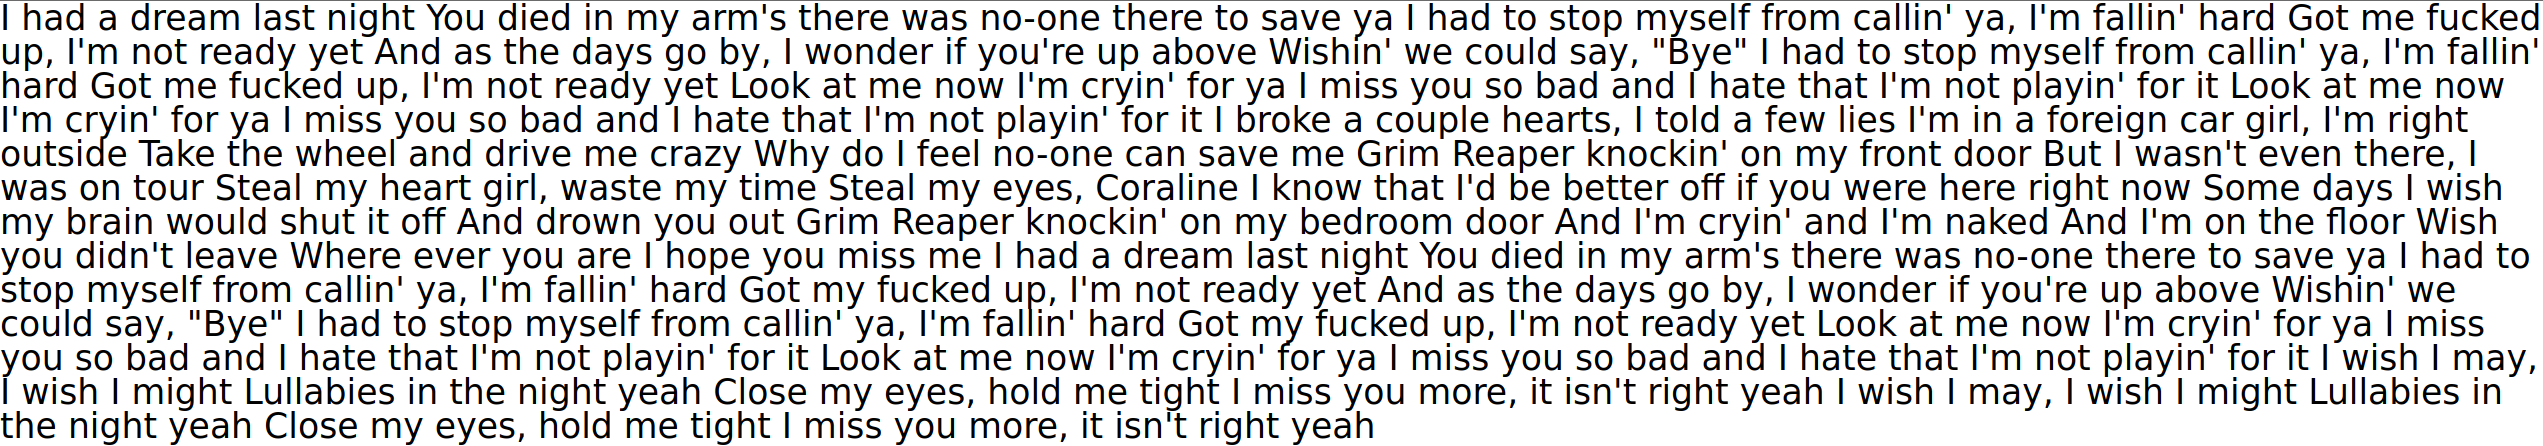 I had a dream last night You died in my arm's there was no-one there to save ya I had to stop myself from callin' ya, I'm fallin' hard Got me fucked
up, I'm not ready yet And as the days go by, I wonder if you're up above Wishin' we could say, "Bye" I had to stop myself from callin' ya, I'm fallin'
hard Got me fucked up, I'm not ready yet Look at me now I'm cryin' for ya I miss you so bad and I hate that I'm not playin' for it Look at me now
I'm cryin' for ya I miss you so bad and I hate that I'm not playin' for it I broke a couple hearts, I told a few lies I'm in a foreign car girl, I'm right
outside Take the wheel and drive me crazy Why do I feel no-one can save me Grim Reaper knockin' on my front door But I wasn't even there, I
was on tour Steal my heart girl, waste my time Steal my eyes, Coraline I know that I'd be better off if you were here right now Some days I wish
my brain would shut it off And drown you out Grim Reaper knockin' on my bedroom door And I'm cryin' and I'm naked And I'm on the floor Wish
you didn't leave Where ever you are I hope you miss me I had a dream last night You died in my arm's there was no-one there to save ya I had to
stop myself from callin' ya, I'm fallin' hard Got my fucked up, I'm not ready yet And as the days go by, I wonder if you're up above Wishin' we
could say, "Bye" I had to stop myself from callin' ya, I'm fallin' hard Got my fucked up, I'm not ready yet Look at me now I'm cryin' for ya I miss
you so bad and I hate that I'm not playin' for it Look at me now I'm cryin' for ya I miss you so bad and I hate that I'm not playin' for it I wish I may,
I wish I might Lullabies in the night yeah Close my eyes, hold me tight I miss you more, it isn't right yeah I wish I may, I wish I might Lullabies in
the night yeah Close my eyes, hold me tight I miss you more, it isn't right yeah